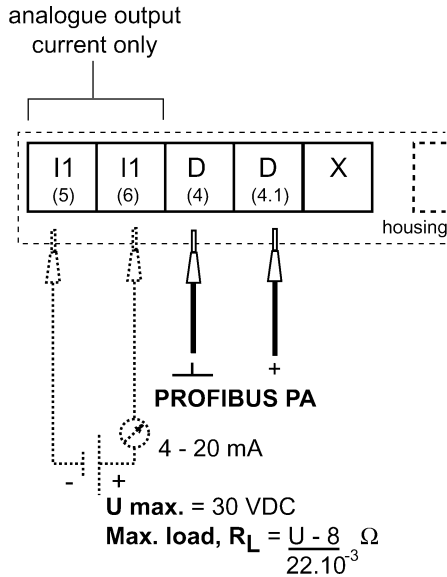 analogue output
current only
I1 I1 D D X
(5) (6) (4) (4.1)
housing
- +
PROFIBUS PA
4 - 20 mA
- +
U max. = 30 VDC
Max. load, RL = U - 8 Ω
22.10-3